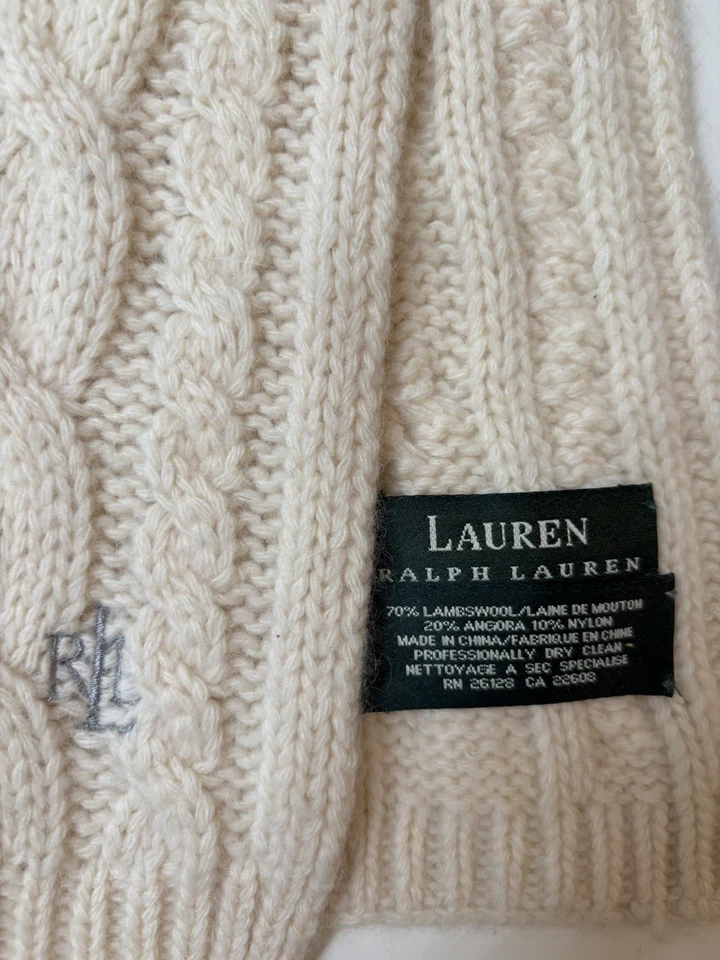 LAUREN
RALPH LAUREN
70% LAMBSWOOL/LAINE DE MOUTON
20% ANGORA 10% NYLON
MADE IN CHINA/FABRIQUE EN CHINE
PROFESSIONALLY DRY CLEAN
NETTOYAGE A SEC SPECIALISE
RN 26128 CA 22608
RLL